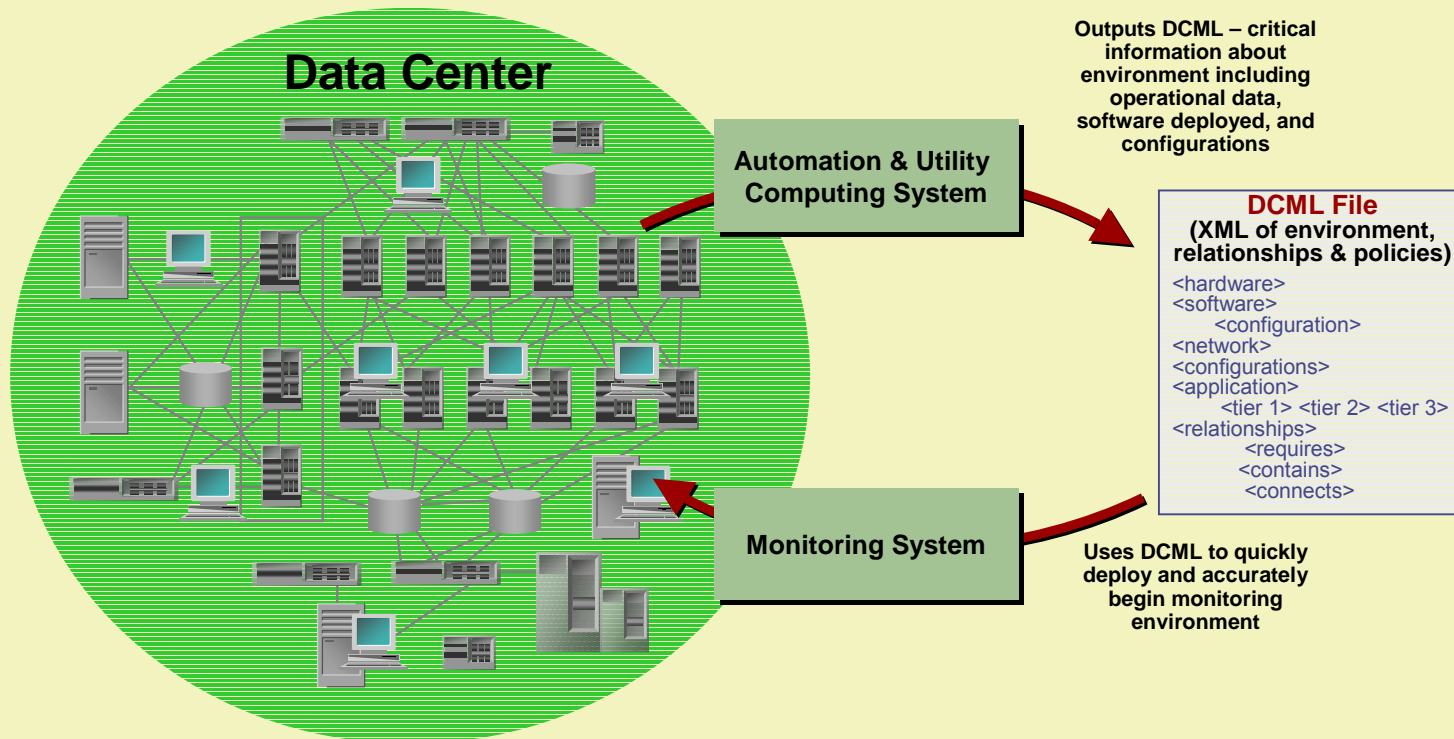 Data Center
Outputs DCML – critical
information about
environment including
operational data,
software deployed, and
configurations
Automation & Utility
Computing System
DCML File
(XML of environment,
relationships & policies)
<hardware>
<software>
<configuration>
<network>
<configurations>
<application>
<tier 1> <tier 2> <tier 3>
<relationships>
<requires>
<contains>
<connects>
Monitoring System
Uses DCML to quickly
deploy and accurately
begin monitoring
environment